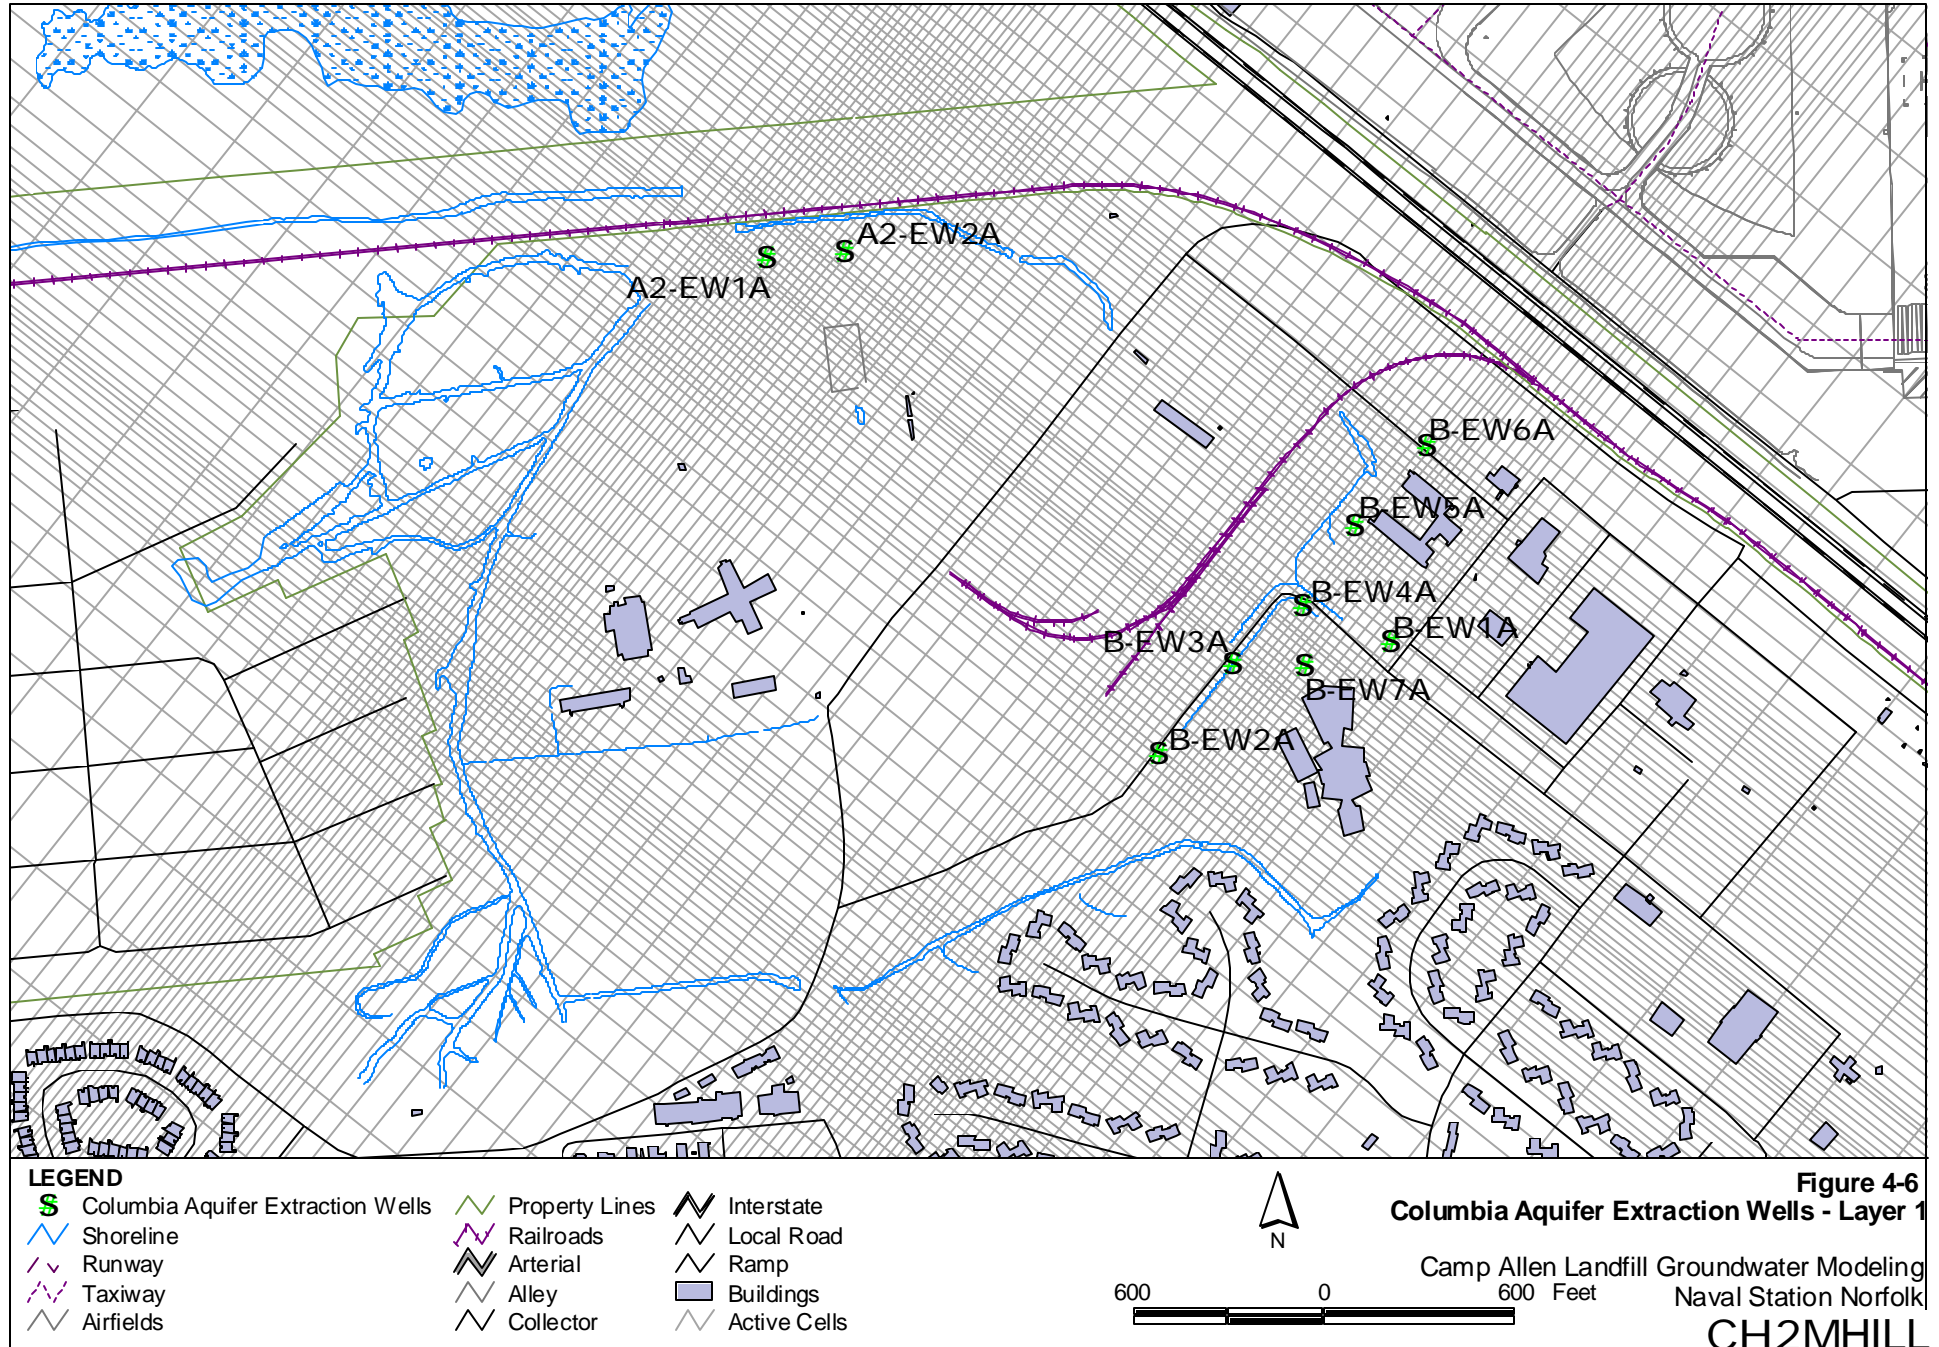 A2-EW2A
A2-EW1A
B-EW6A
B-EW5A
B-EW4A
B-EW1A
B-EW3A
B-EW7A
B-EW2A
LEGEND
S Columbia Aquifer Extraction Wells
Shoreline
Runway
Taxiway
Airfields
Property Lines
Railroads
Arterial
Alley
Collector
Interstate
Local Road
Ramp
Buildings
Active Cells
N
600 0 600 Feet
Figure 4-6
Columbia Aquifer Extraction Wells - Layer 1
Camp Allen Landfill Groundwater Modeling
Naval Station Norfolk
CH2MHILL